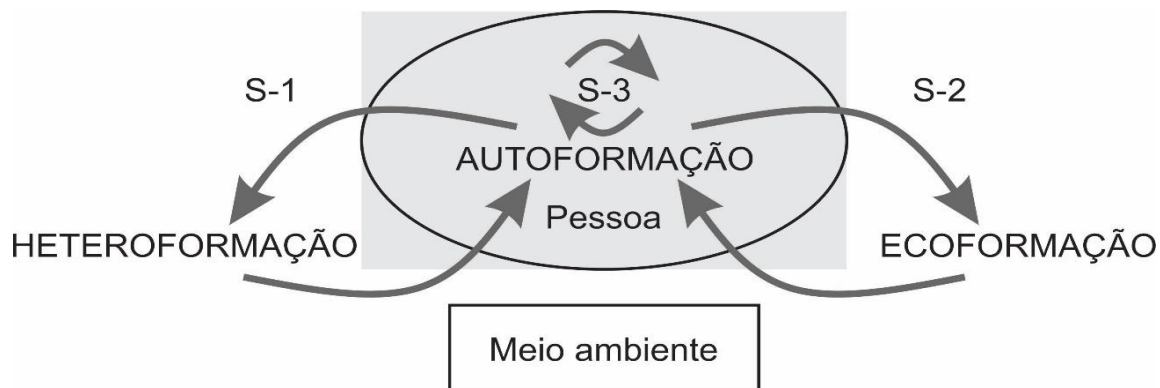 S-1
S-3
S-2
AUTOFORMAÇÃO
Pessoa
HETEROFORMAÇÃO
ECOFORMAÇÃO
Meio ambiente